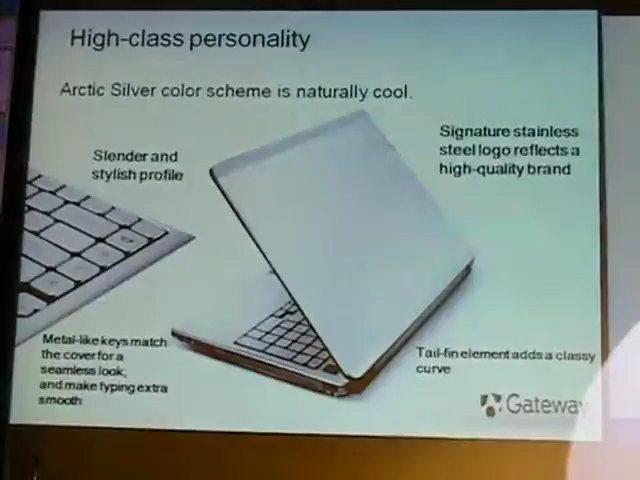 High-class personality
Arctic Silver color scheme is naturally cool.
Signature stainless
steel logo reflects a
high-quality brand
Slender and
stylish profile
Metal-like keys match
the cover for a
seamless look,
and make typing extra
smooth
Tail-fin element adds a classy
curve
Gateway